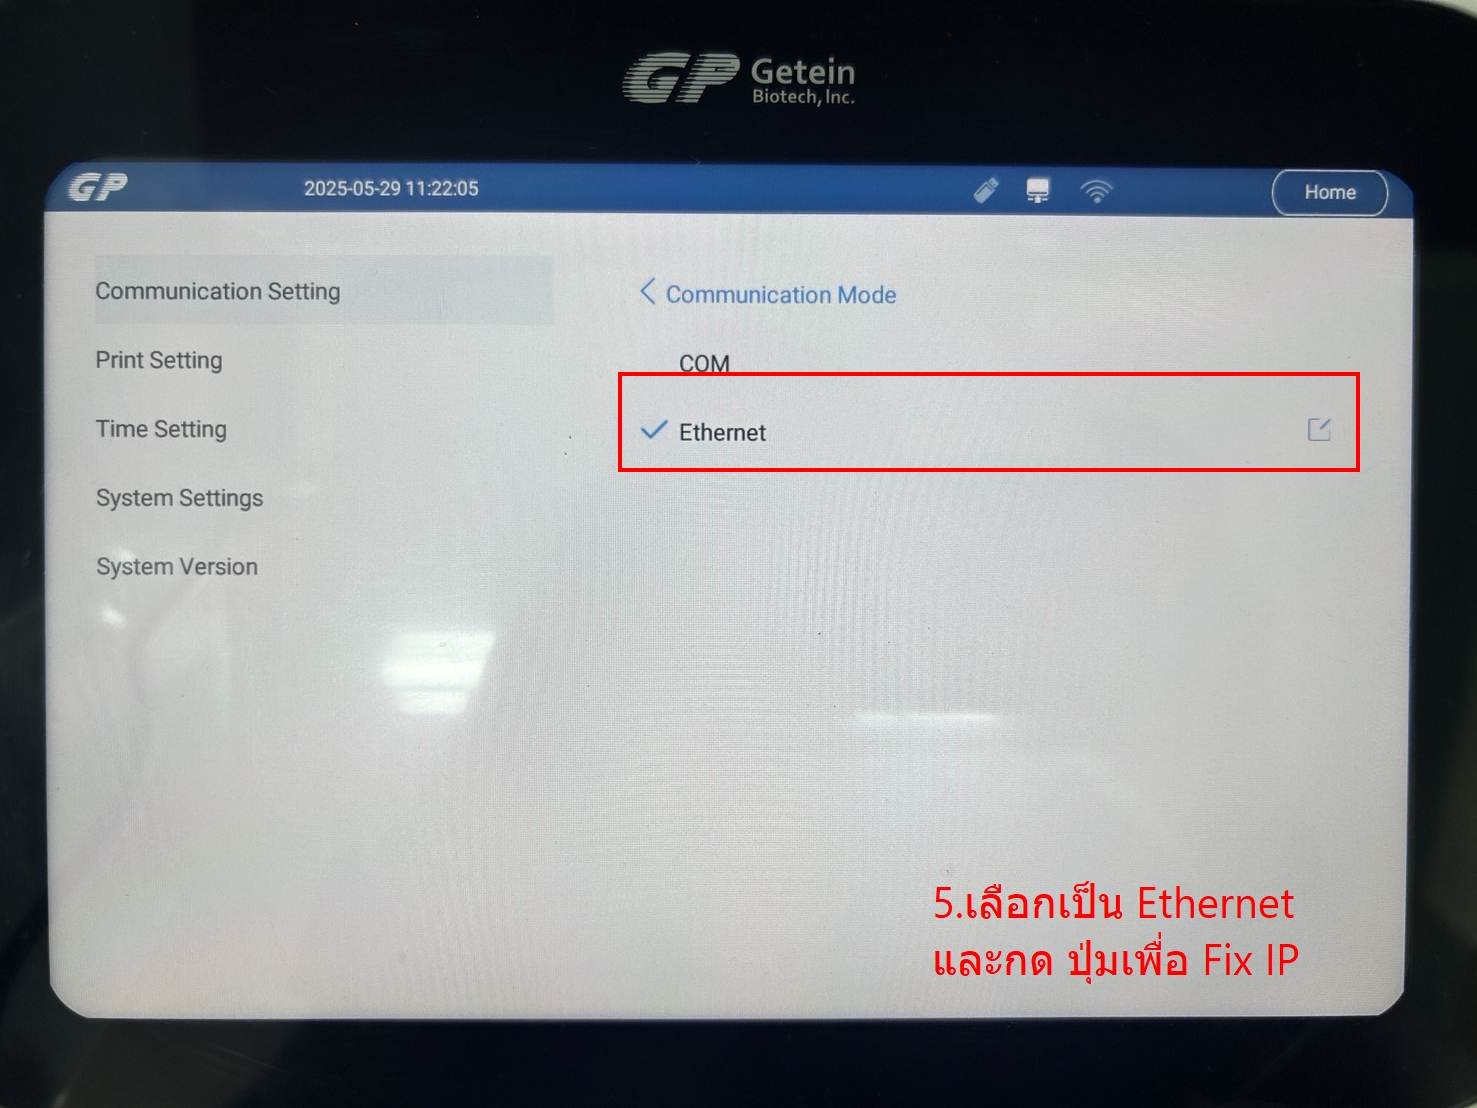 GP Getein
Biotech, Inc.
GP 2025-05-29 11:22:05 Home
Communication Setting
Print Setting
Time Setting
System Settings
System Version
Communication Mode
COM
Ethernet
5.เลือกเป็น Ethernet
และกด ปุ่มเพื่อ Fix IP